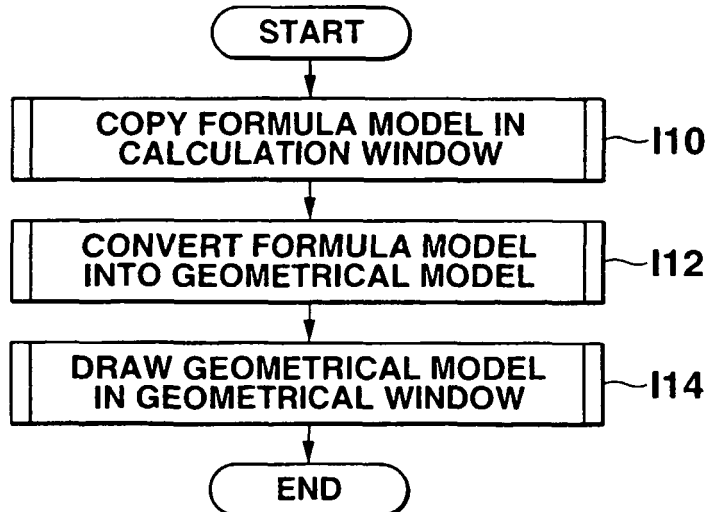 START
COPY FORMULA MODEL IN
CALCULATION WINDOW
I10
CONVERT FORMULA MODEL
INTO GEOMETRICAL MODEL
I12
DRAW GEOMETRICAL MODEL
IN GEOMETRICAL WINDOW
I14
END